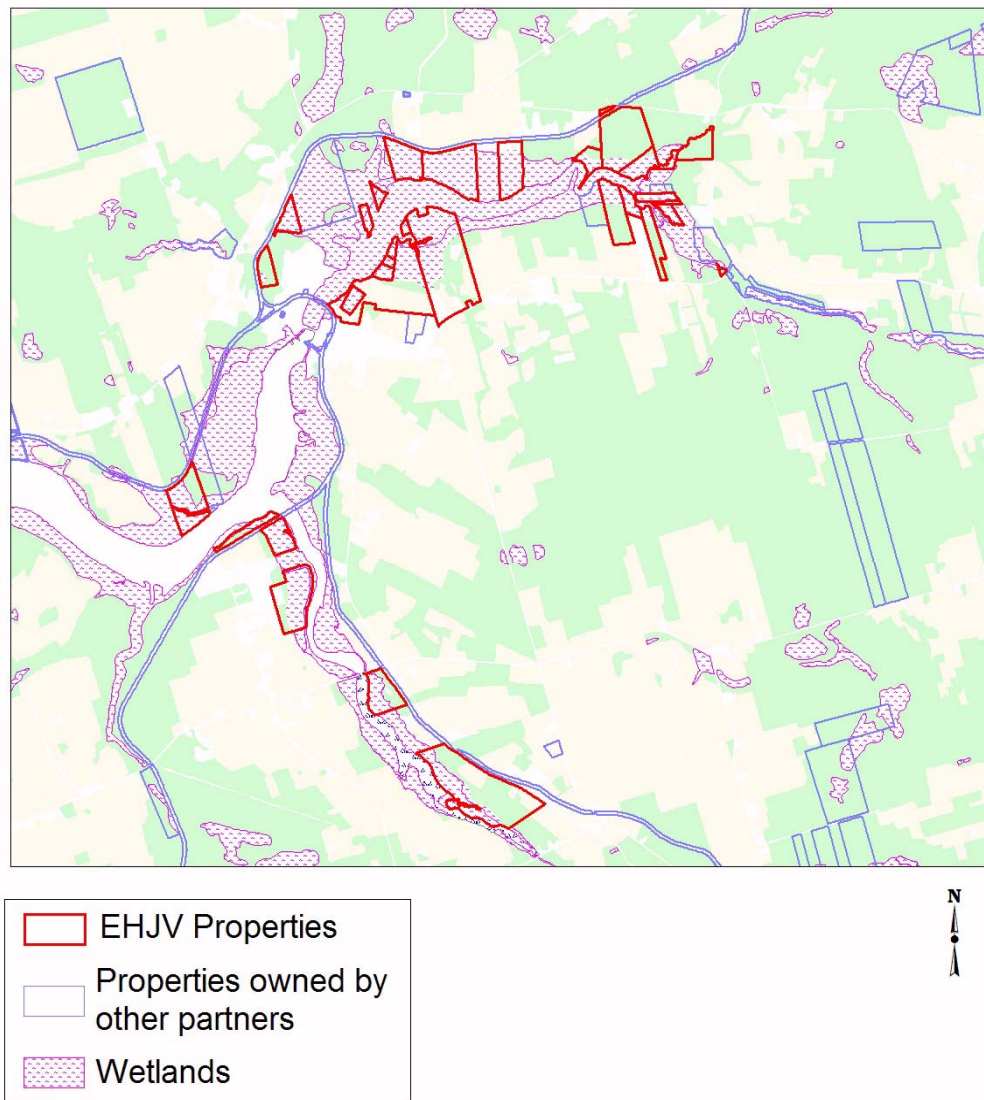 EHJV Properties
Properties owned by
other partners
Wetlands
N